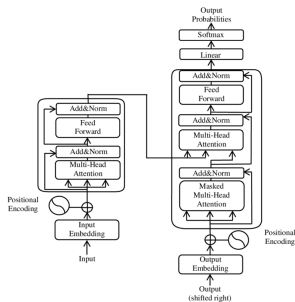 Output
Probabilities
Softmax
Linear
Add&Norm
Feed
Forward
Add&Norm
Multi-Head
Attention
Add&Norm
Masked
Multi-Head
Attention
Positional
Encoding
Output
Embedding
Output
(shifted right)
Add&Norm
Feed
Forward
Add&Norm
Multi-Head
Attention
Positional
Encoding
Input
Embedding
Input